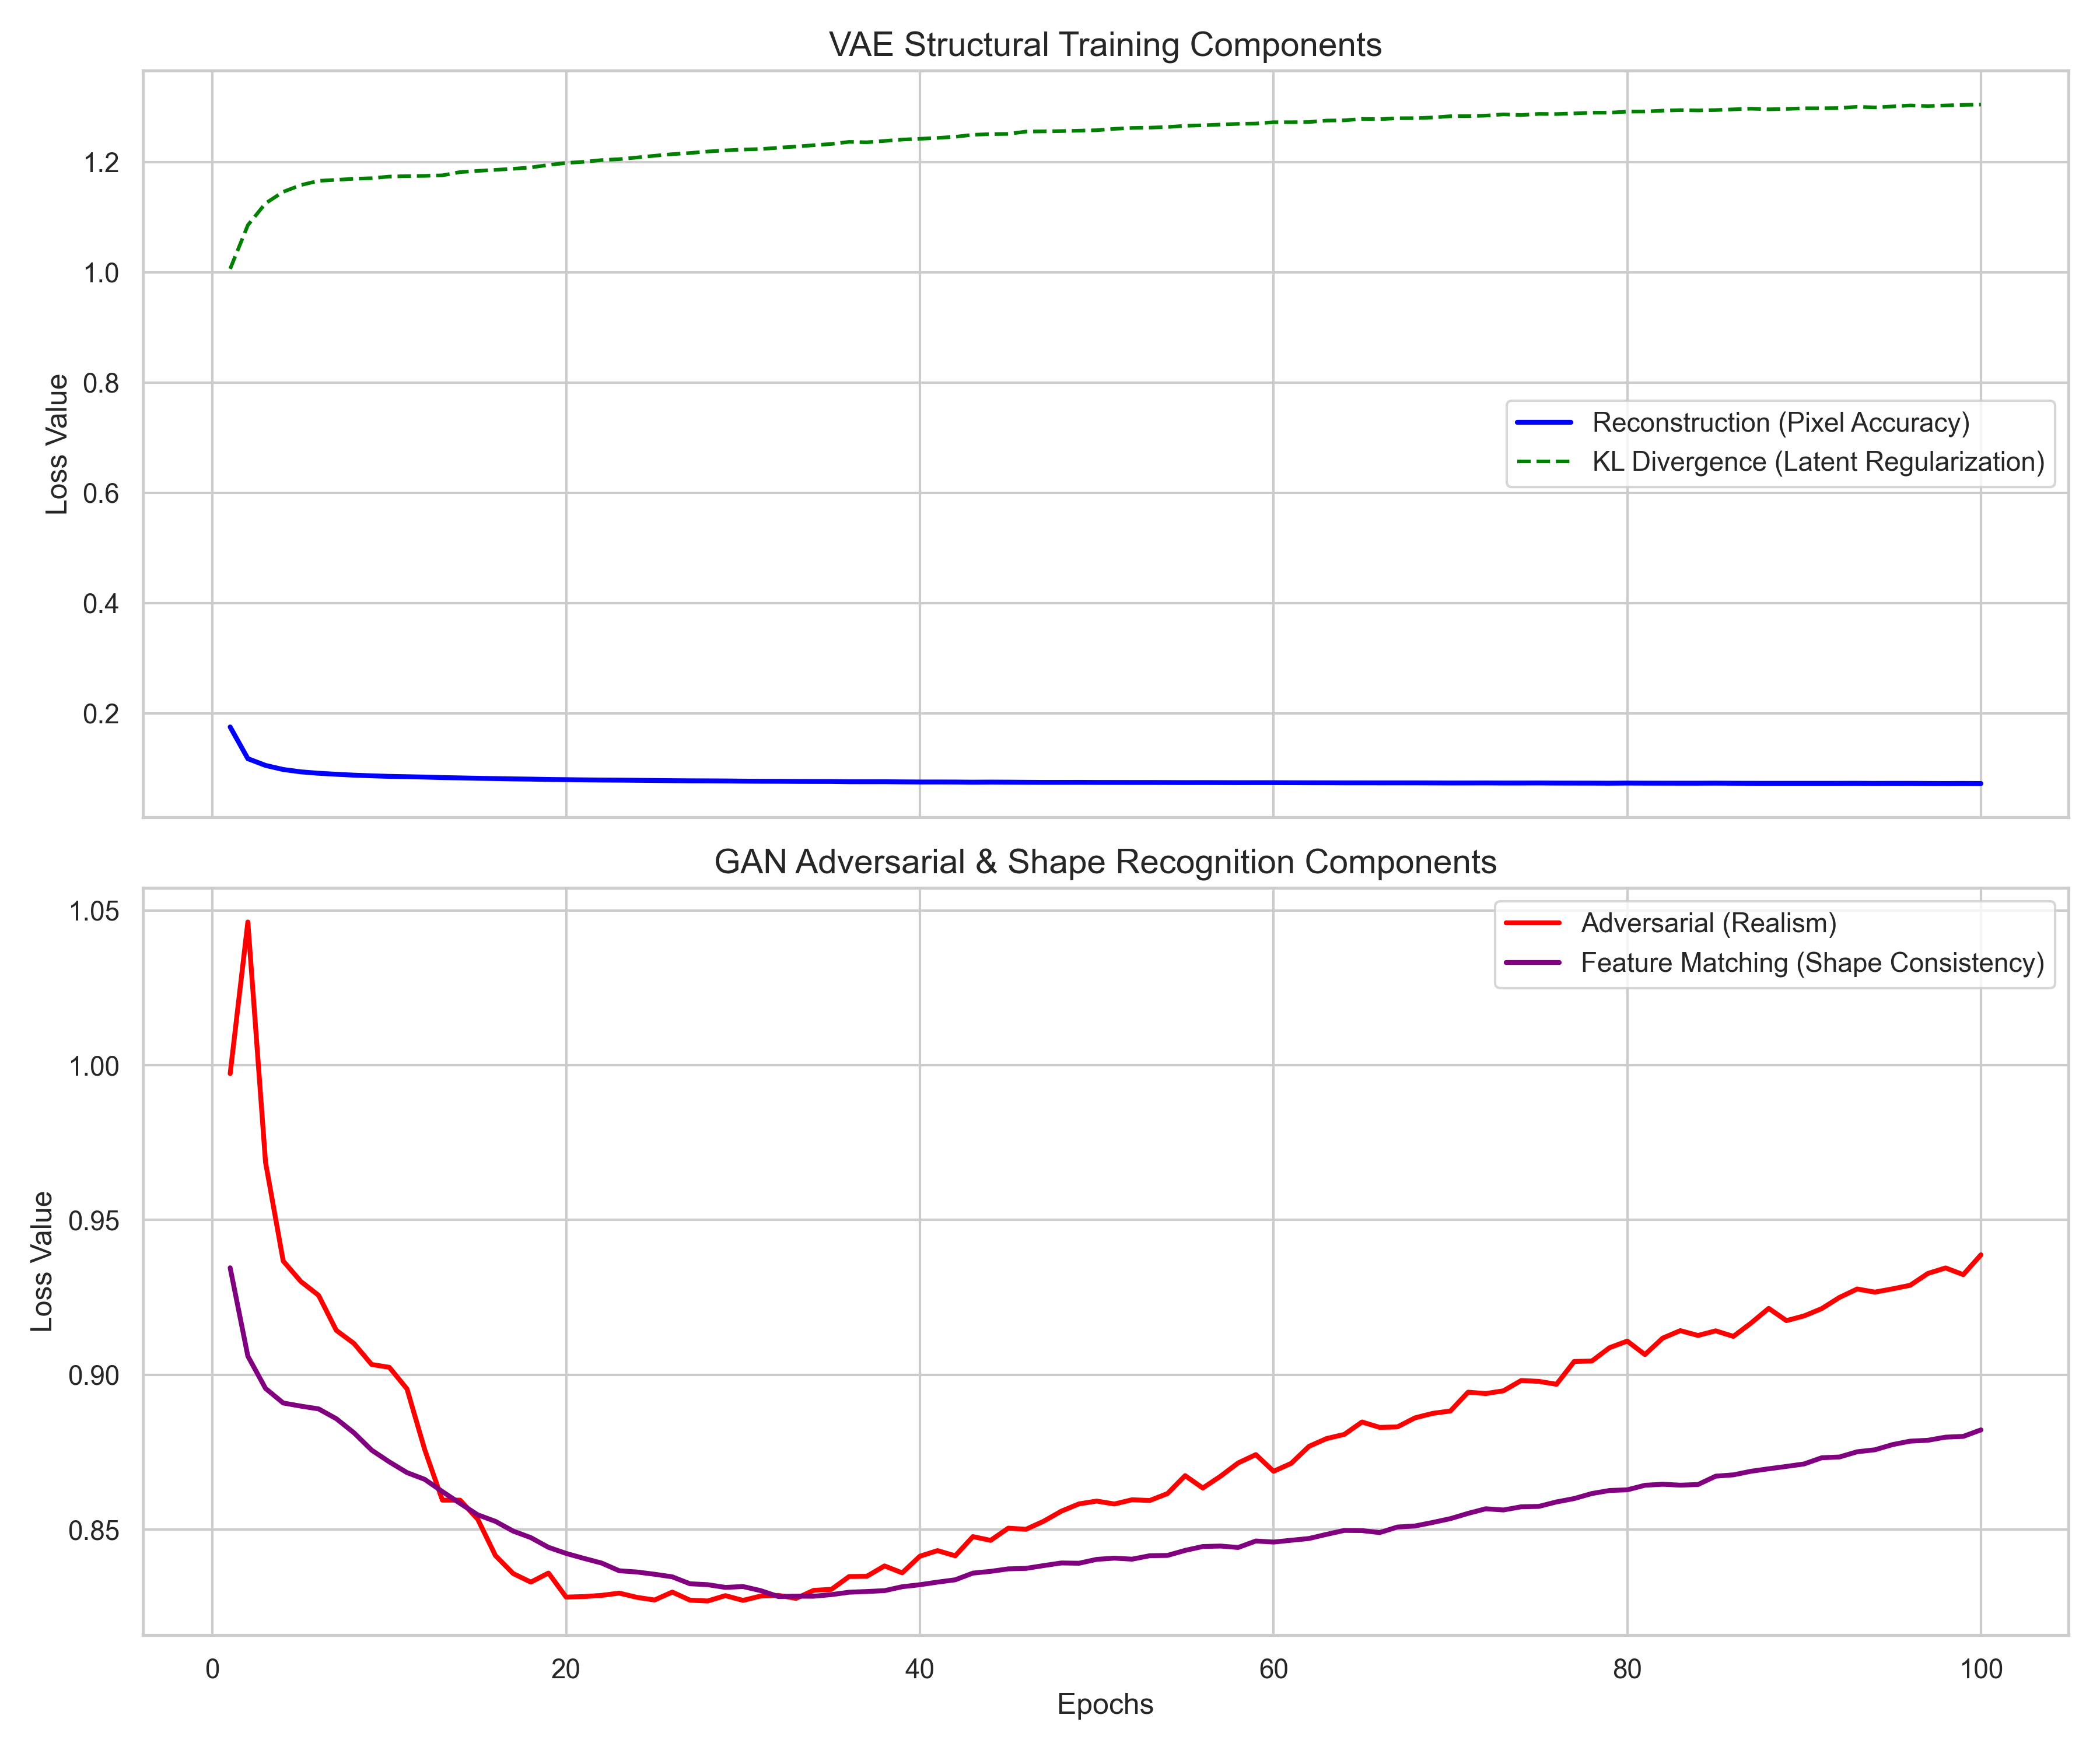 VAE Structural Training Components
1.2
1.0
0.8
0.6
0.4
0.2
Loss Value
Reconstruction (Pixel Accuracy)
KL Divergence (Latent Regularization)
GAN Adversarial & Shape Recognition Components
1.05
1.00
0.95
0.90
0.85
Loss Value
Adversarial (Realism)
Feature Matching (Shape Consistency)
0 20 40 60 80 100
Epochs